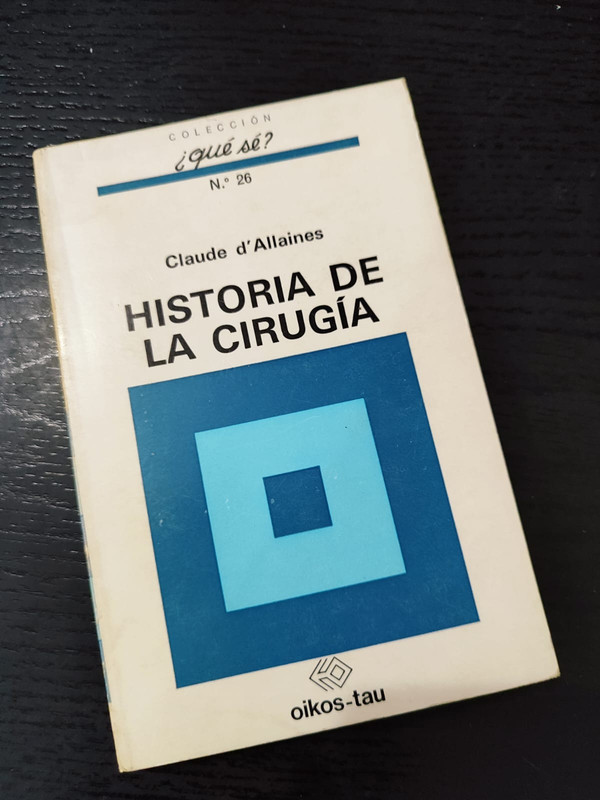 COLECCIÓN
¿qué sé?
N.º 26
Claude d'Allaines
HISTORIA DE
LA CIRUGÍA
oikos-tau